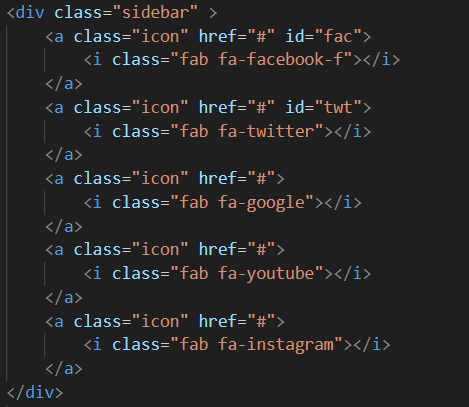 <div class="sidebar" >
    <a class="icon" href="#" id="fac">
        <i class="fab fa-facebook-f"></i>
    </a>
    <a class="icon" href="#" id="twt">
        <i class="fab fa-twitter"></i>
    </a>
    <a class="icon" href="#">
        <i class="fab fa-google"></i>
    </a>
    <a class="icon" href="#">
        <i class="fab fa-youtube"></i>
    </a>
    <a class="icon" href="#">
        <i class="fab fa-instagram"></i>
    </a>
</div>